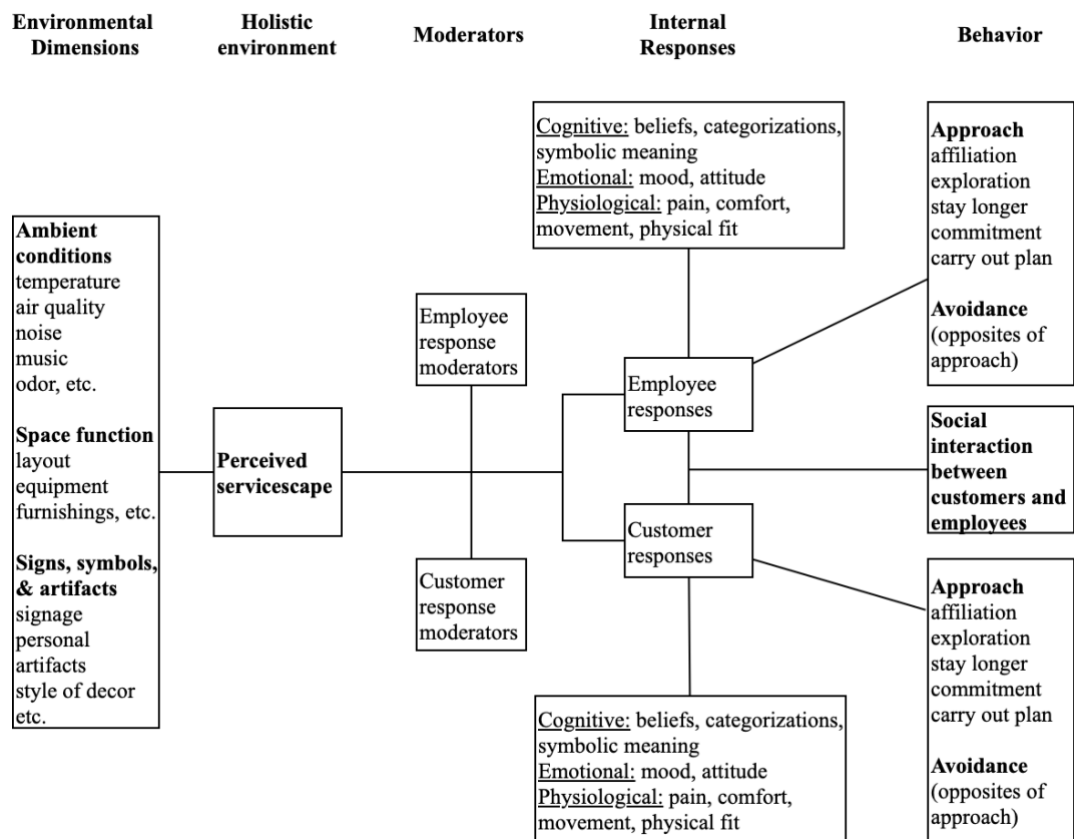 Environmental
Dimensions
Holistic
environment
Moderators
Internal
Responses
Behavior
Ambient
conditions
temperature
air quality
noise
music
odor, etc.
Space function
layout
equipment
furnishings, etc.
Signs, symbols,
& artifacts
signage
personal
artifacts
style of decor
etc.
Perceived
servicescape
Employee
response
moderators
Customer
response
moderators
Cognitive: beliefs, categorizations,
symbolic meaning
Emotional: mood, attitude
Physiological: pain, comfort,
movement, physical fit
Employee
responses
Customer
responses
Cognitive: beliefs, categorizations,
symbolic meaning
Emotional: mood, attitude
Physiological: pain, comfort,
movement, physical fit
Approach
affiliation
exploration
stay longer
commitment
carry out plan
Avoidance
(opposites of
approach)
Social
interaction
between
customers and
employees
Approach
affiliation
exploration
stay longer
commitment
carry out plan
Avoidance
(opposites of
approach)